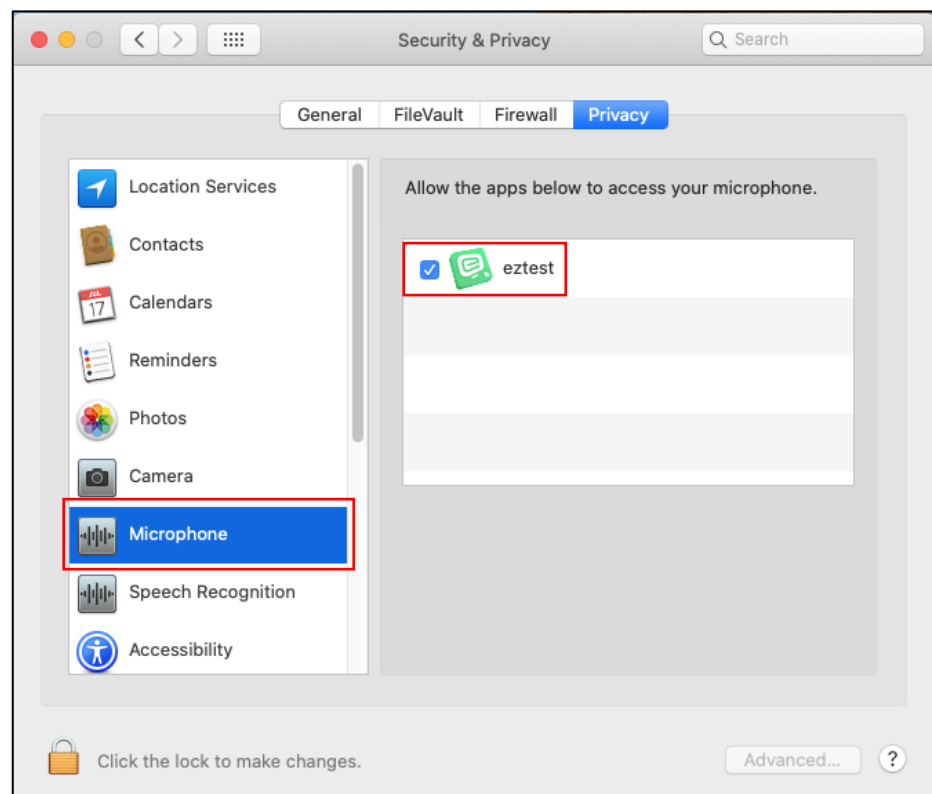 Security & Privacy
Search
General FileVault Firewall Privacy
Location Services
Contacts
JUL
17
Calendars
Reminders
Photos
Camera
Microphone
Speech Recognition
Accessibility
Allow the apps below to access your microphone.
eztest
Click the lock to make changes.
Advanced...
?